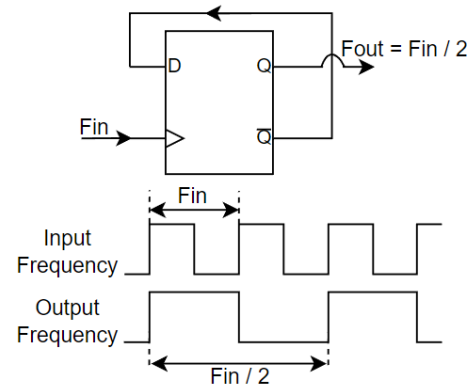 Fout = Fin / 2
D
Q
Fin
Q̅
Fin
Input
Frequency
Output
Frequency
Fin / 2